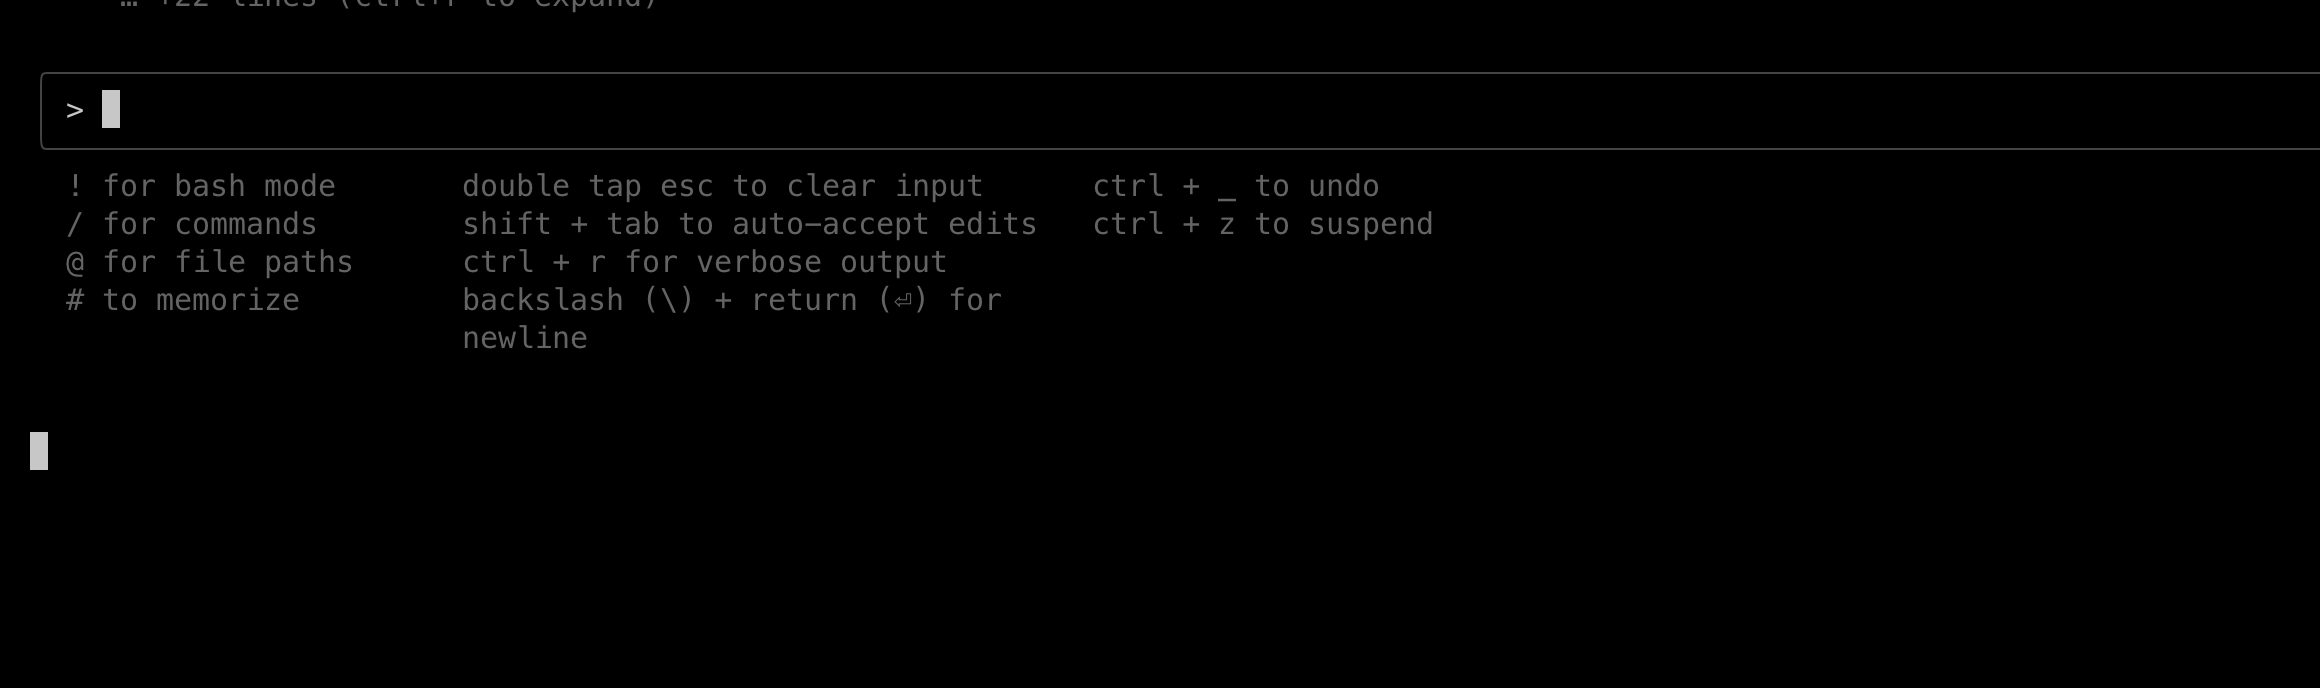 … +22 lines (ctrl+r to expand)
>
! for bash mode double tap esc to clear input ctrl + _ to undo
/ for commands shift + tab to auto-accept edits ctrl + z to suspend
@ for file paths ctrl + r for verbose output
# to memorize backslash (\) + return (⏎) for
newline